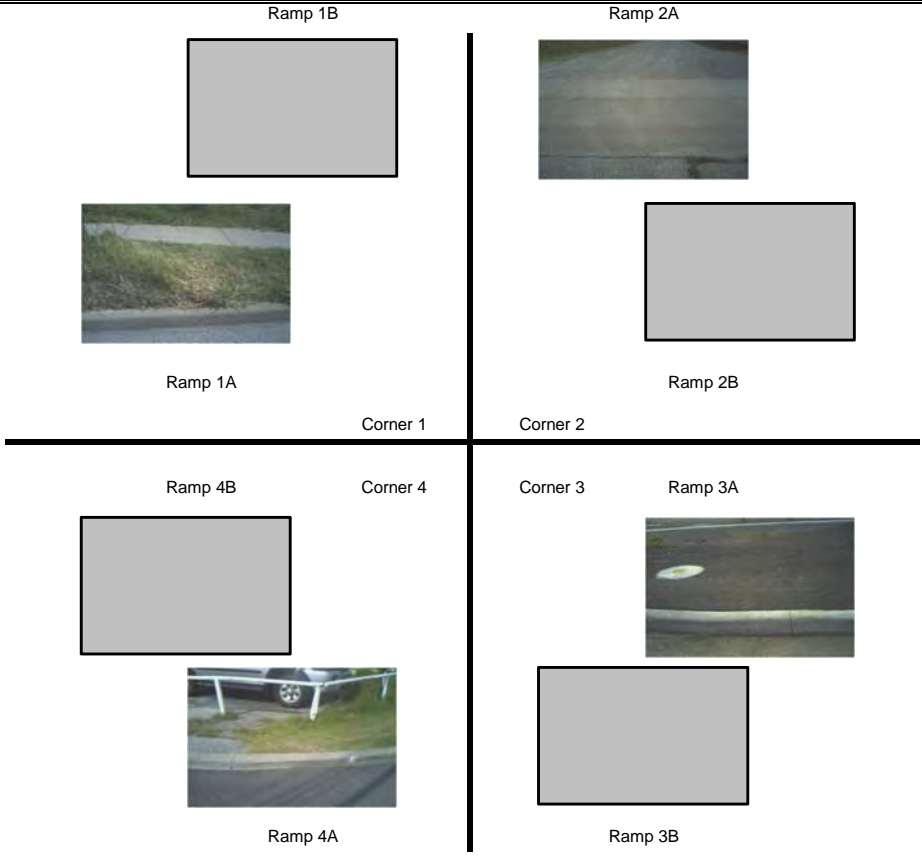 Ramp 1B Ramp 2A
Ramp 1A Ramp 2B
Corner 1 Corner 2
Ramp 4B Corner 4 Corner 3 Ramp 3A
Ramp 4A Ramp 3B